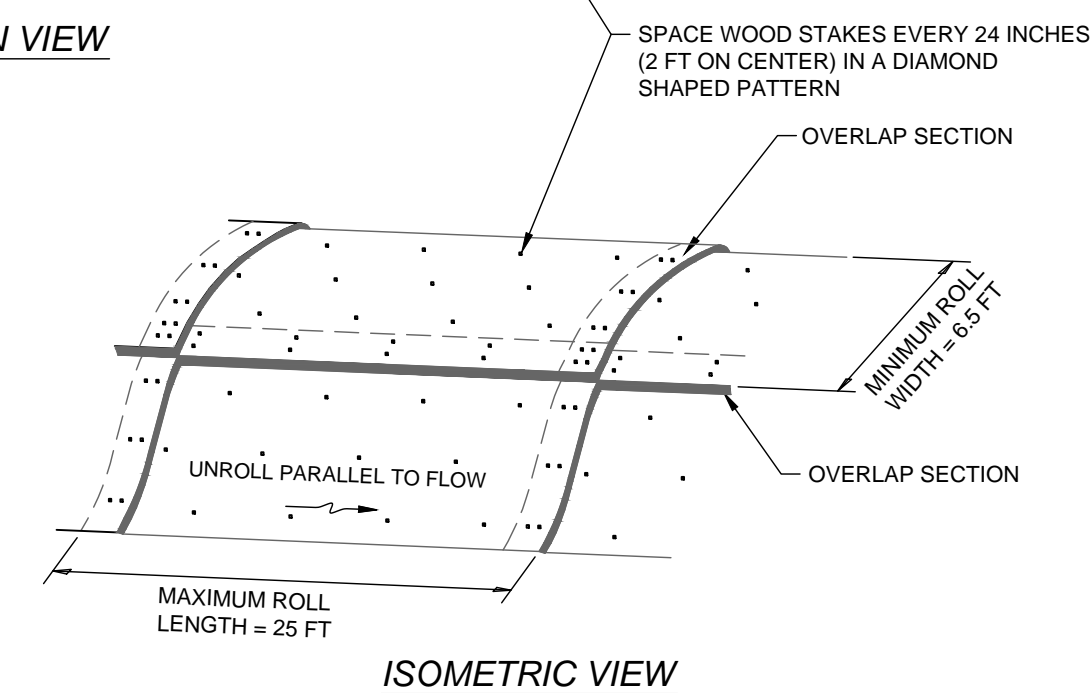 VIEW
SPACE WOOD STAKES EVERY 24 INCHES
(2 FT ON CENTER) IN A DIAMOND
SHAPED PATTERN
OVERLAP SECTION
MINIMUM ROLL
WIDTH = 6.5 FT
OVERLAP SECTION
UNROLL PARALLEL TO FLOW
MAXIMUM ROLL
LENGTH = 25 FT
ISOMETRIC VIEW